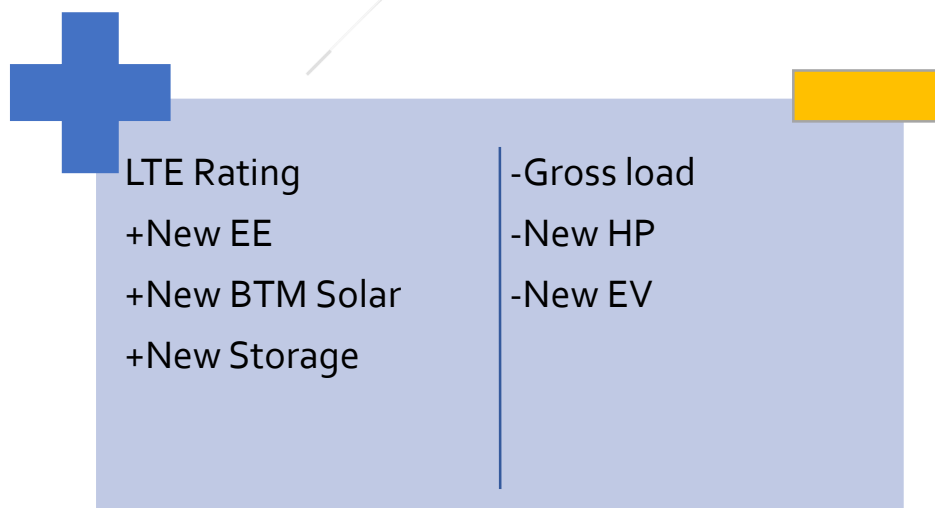 LTE Rating
+New EE
+New BTM Solar
+New Storage
-Gross load
-New HP
-New EV